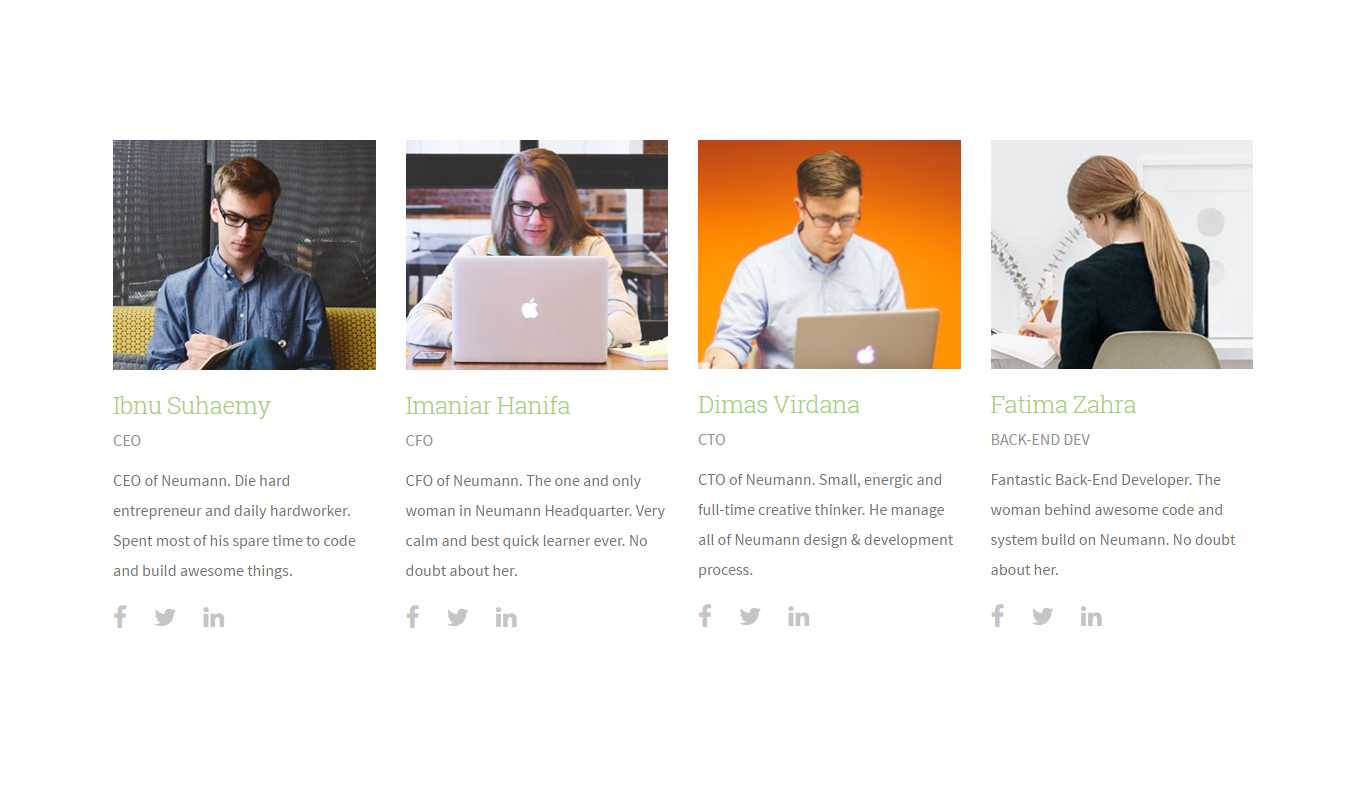 Ibnu Suhaemy
CEO
CEO of Neumann. Die hard
entrepreneur and daily hardworker.
Spent most of his spare time to code
and build awesome things.
Imaniar Hanifa
CFO
CFO of Neumann. The one and only
woman in Neumann Headquarter. Very
calm and best quick learner ever. No
doubt about her.
Dimas Virdana
CTO
CTO of Neumann. Small, energic and
full-time creative thinker. He manage
all of Neumann design & development
process.
Fatima Zahra
BACK-END DEV
Fantastic Back-End Developer. The
woman behind awesome code and
system build on Neumann. No doubt
about her.